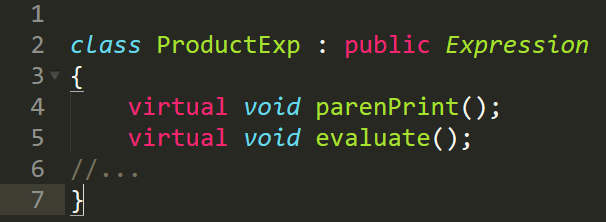 1
2 class ProductExp : public Expression
3 {
4 virtual void parenPrint();
5 virtual void evaluate();
6 //...
7 }